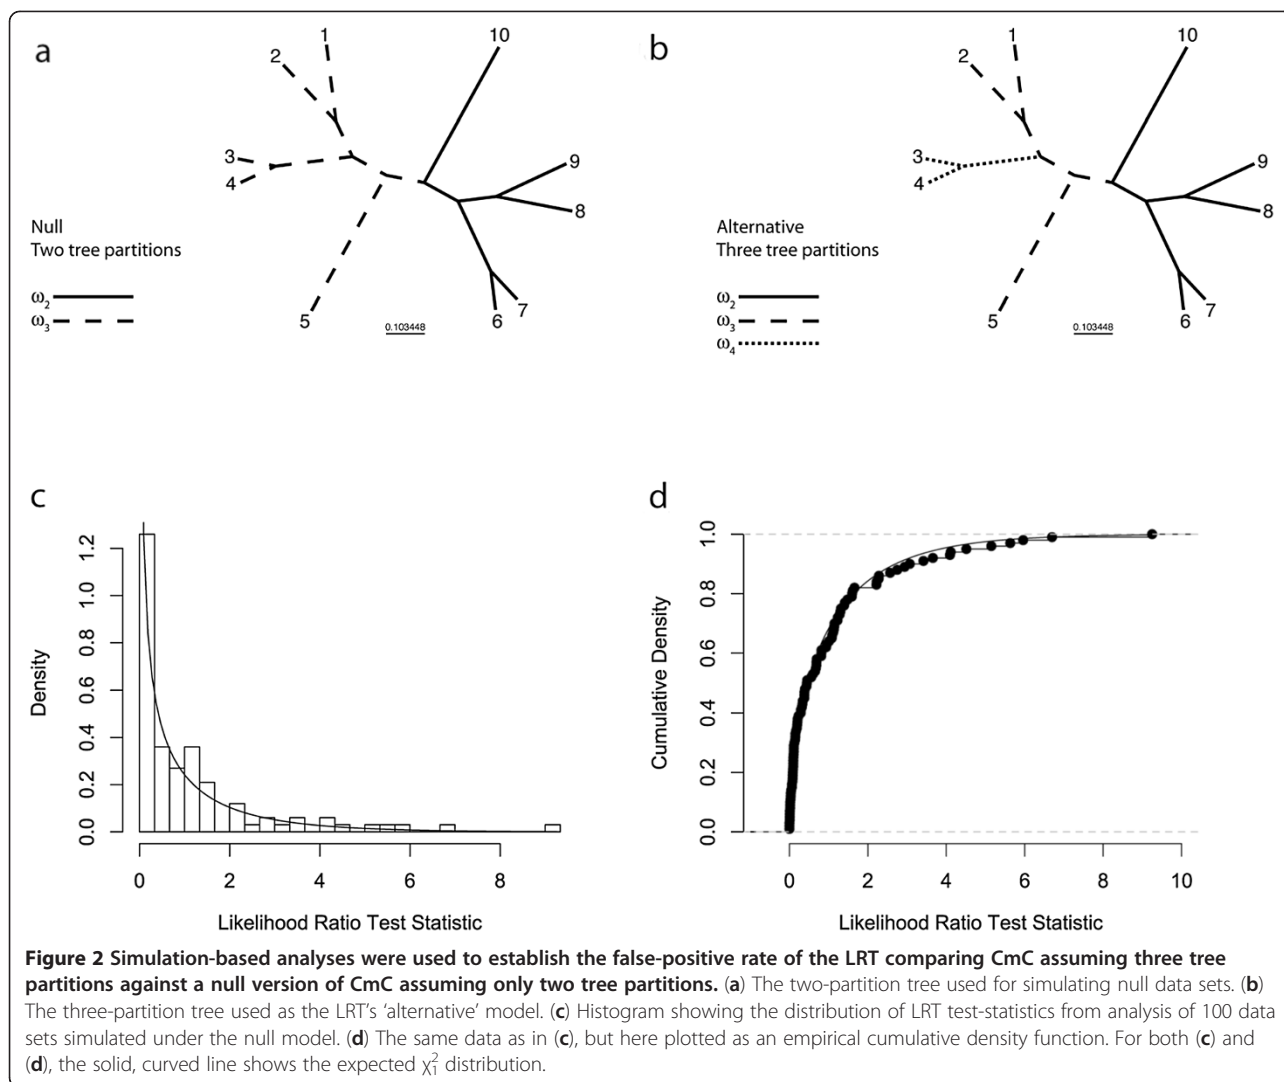 a
1
2
10
3
4
9
8
7
6
5
Null
Two tree partitions
ω2
ω3
0.103448
b
1
2
10
3
4
9
8
7
6
5
Alternative
Three tree partitions
ω2
ω3
ω4
0.103448
c
Density
0.0 0.2 0.4 0.6 0.8 1.0 1.2
0 2 4 6 8
Likelihood Ratio Test Statistic
d
Cumulative Density
0.0 0.2 0.4 0.6 0.8 1.0
0 2 4 6 8 10
Likelihood Ratio Test Statistic
Figure 2 Simulation-based analyses were used to establish the false-positive rate of the LRT comparing CmC assuming three tree
partitions against a null version of CmC assuming only two tree partitions. (a) The two-partition tree used for simulating null data sets. (b)
The three-partition tree used as the LRT's ‘alternative’ model. (c) Histogram showing the distribution of LRT test-statistics from analysis of 100 data
sets simulated under the null model. (d) The same data as in (c), but here plotted as an empirical cumulative density function. For both (c) and
(d), the solid, curved line shows the expected χ²₁ distribution.